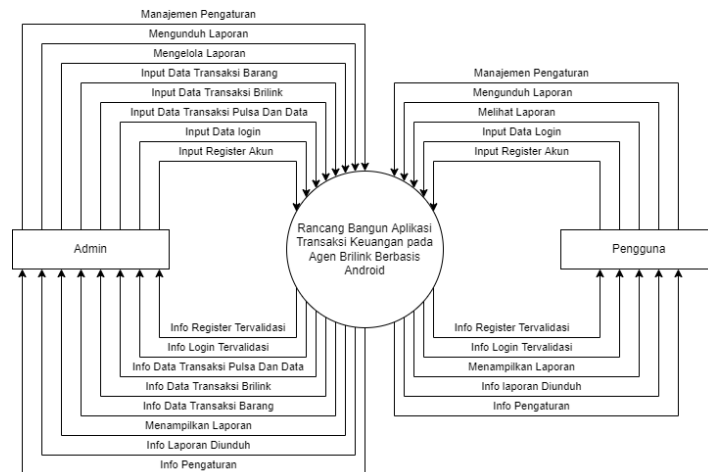 Manajemen Pengaturan
Mengunduh Laporan
Mengelola Laporan
Input Data Transaksi Barang
Input Data Transaksi Brilink
Input Data Transaksi Pulsa Dan Data
Input Data login
Input Register Akun
Manajemen Pengaturan
Mengunduh Laporan
Melihat Laporan
Input Data Login
Input Register Akun
Admin
Rancang Bangun Aplikasi
Transaksi Keuangan pada
Agen Brilink Berbasis
Android
Pengguna
Info Register Tervalidasi
Info Login Tervalidasi
Info Data Transaksi Pulsa Dan Data
Info Data Transaksi Brilink
Info Data Transaksi Barang
Menampilkan Laporan
Info Laporan Diunduh
Info Pengaturan
Info Register Tervalidasi
Info Login Tervalidasi
Menampilkan Laporan
Info laporan Diunduh
Info Pengaturan